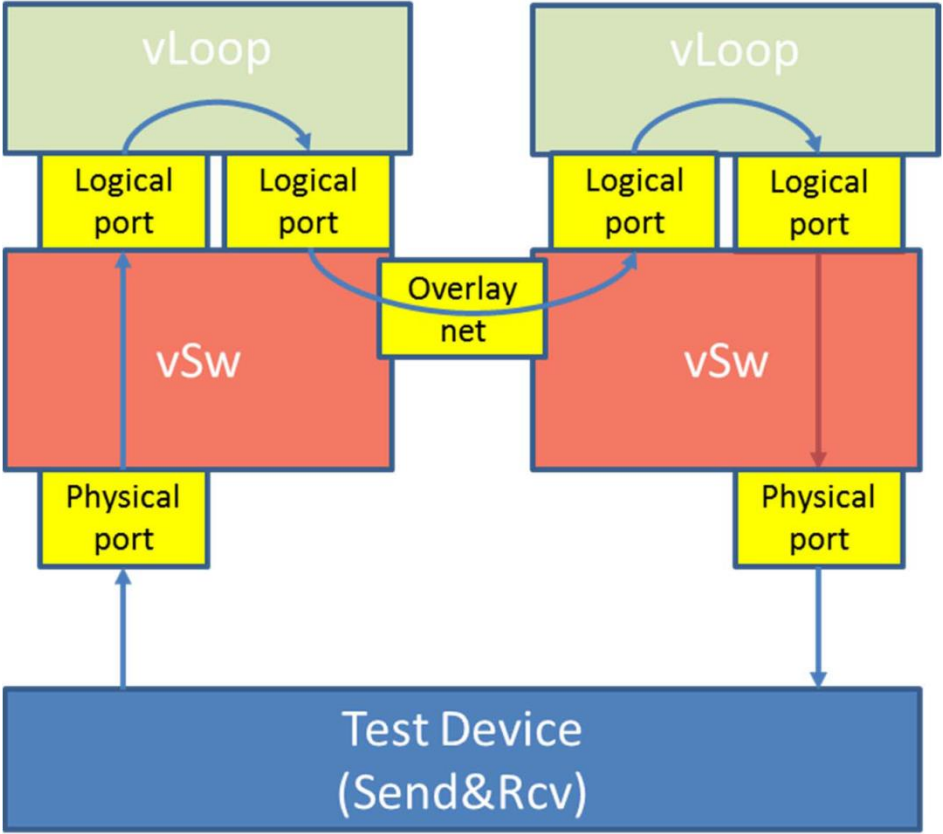 vLoop
vLoop
Logical
port
Logical
port
Logical
port
Logical
port
Overlay
net
vSw
vSw
Physical
port
Physical
port
Test Device
(Send&Rcv)